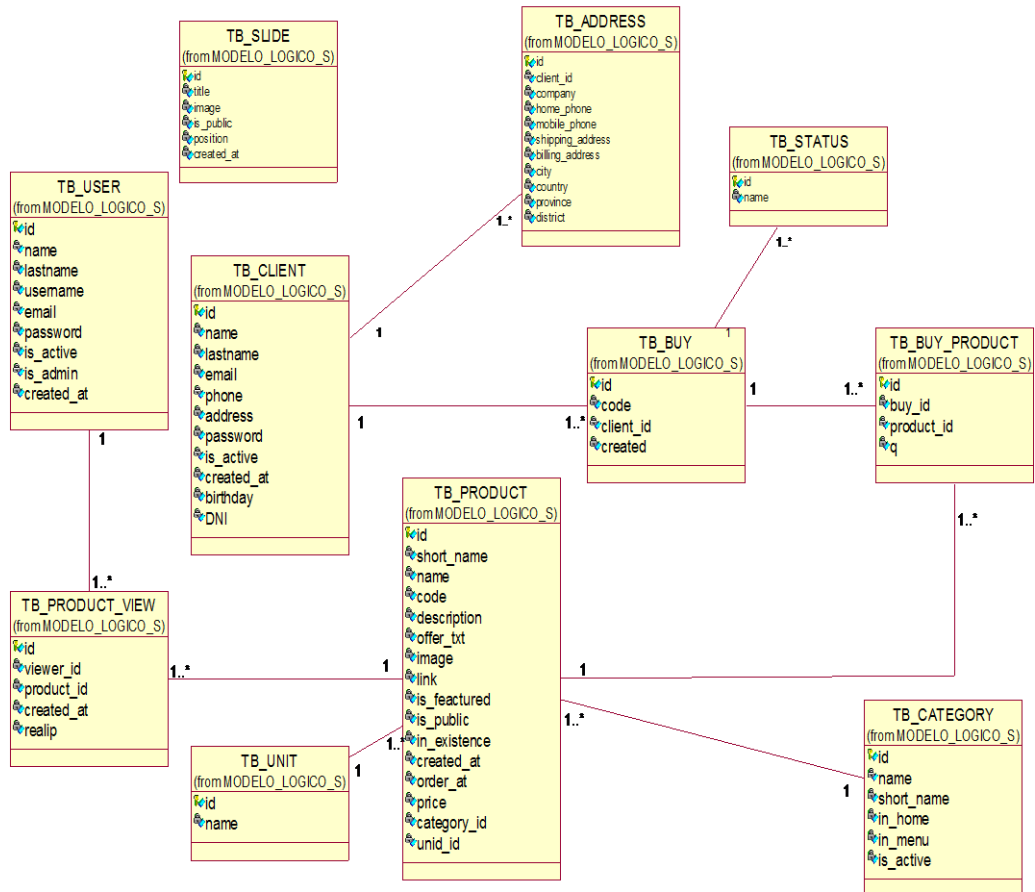 TB_SLIDE
(from MODELO_LOGICO_S)
id
title
image
is_public
position
created_at
TB_ADDRESS
(from MODELO_LOGICO_S)
id
client_id
company
home_phone
mobile_phone
shipping_address
billing_address
city
country
province
district
1..*
TB_STATUS
(from MODELO_LOGICO_S)
id
name
1..*
TB_USER
(from MODELO_LOGICO_S)
id
name
lastname
username
email
password
is_active
is_admin
created_at
1
TB_CLIENT
(from MODELO_LOGICO_S)
id
name
lastname
email
phone
address
password
is_active
created_at
birthday
DNI
1
1
TB_BUY
(from MODELO_LOGICO_S)
id
code
client_id
created
1
1
1..*
TB_BUY_PRODUCT
(from MODELO_LOGICO_S)
id
buy_id
product_id
q
1..*
1..*
TB_PRODUCT
(from MODELO_LOGICO_S)
id
short_name
name
code
description
offer_txt
image
link
is_feactured
is_public
in_existence
created_at
order_at
price
category_id
unid_id
1
1
1..*
1..*
TB_PRODUCT_VIEW
(from MODELO_LOGICO_S)
id
viewer_id
product_id
created_at
realip
1..*
1..*
TB_UNIT
(from MODELO_LOGICO_S)
id
name
1
TB_CATEGORY
(from MODELO_LOGICO_S)
id
name
short_name
in_home
in_menu
is_active
1